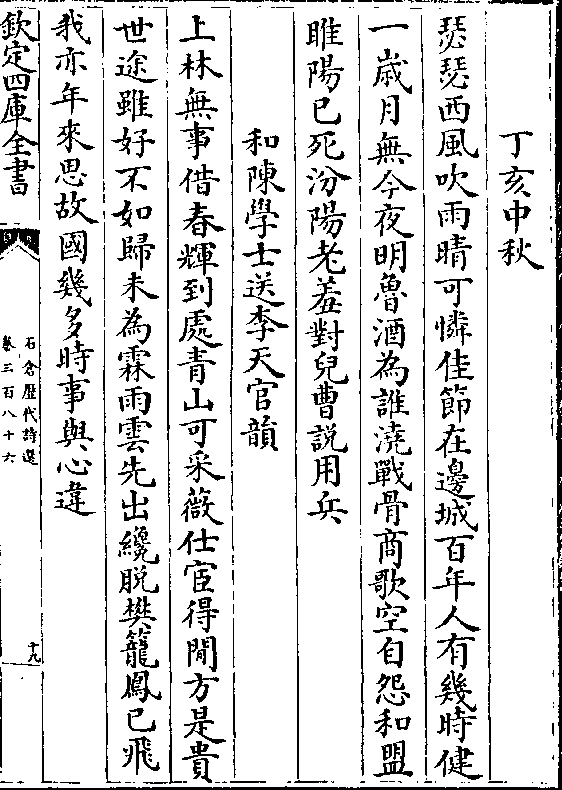 丁亥中秋
瑟瑟西風吹雨晴可憐佳節在邊城百年人有幾時健
一歲月無今夜明魯酒為誰澆戰骨商歌空自怨和盟
睢陽已死汾陽老羞對兒曹説用兵
和陳學士送李天官韻
上林無事借春輝到處青山可采薇仕宦得閒方是貴
世途雖好不如歸未為霖雨雲先出纔脱樊籠鳳已飛
我亦年來思故國幾多時事與心違
欽定四庫全書
石倉歷代詩選
卷三百八十六
十九